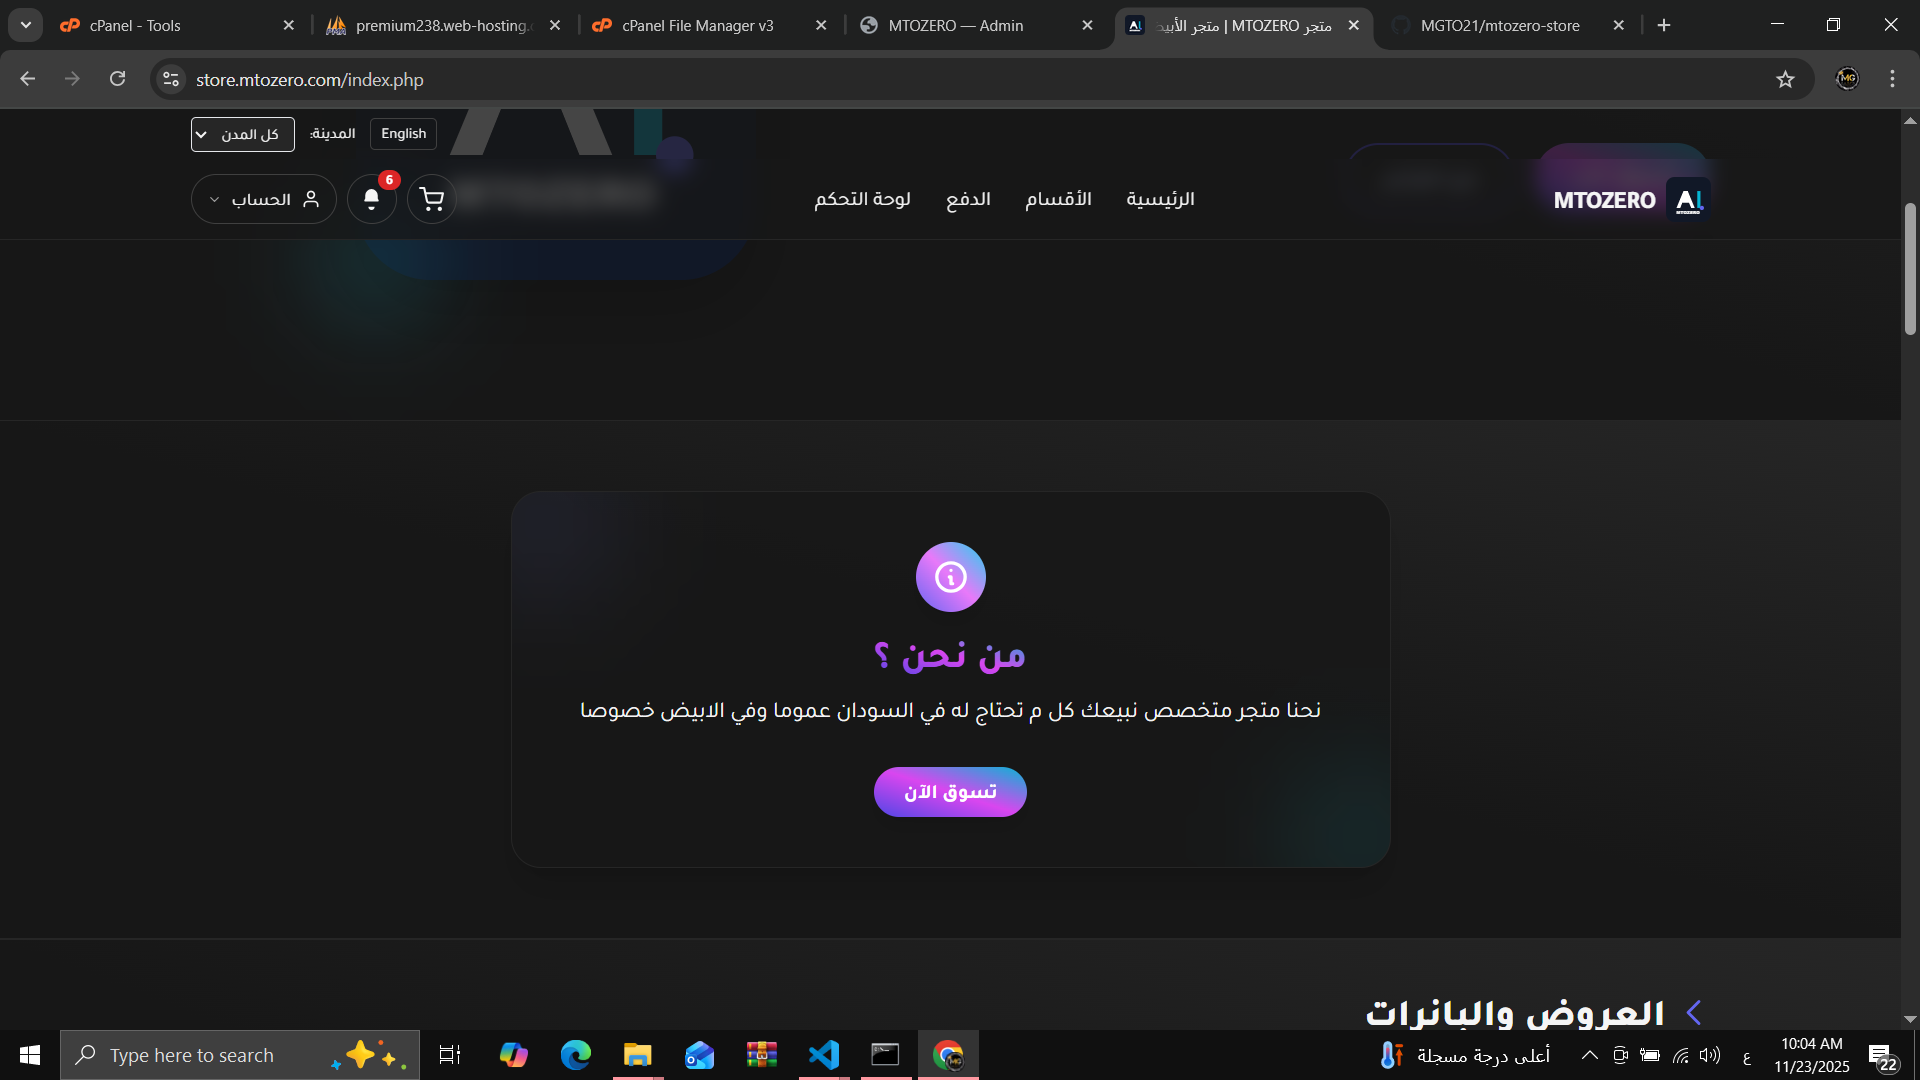 cPanel - Tools
premium238.web-hosting.
cPanel File Manager v3
MTOZERO — Admin
متجر MTOZERO | متجر الأبيض
MGTO21/mtozero-store
store.mtozero.com/index.php
English
المدينة:
كل المدن
MTOZERO
AI.
MTOZERO
الرئيسية
الأقسام
الدفع
لوحة التحكم
6
الحساب
من نحن ؟
نحنا متجر متخصص نبيعك كل م تحتاج له في السودان عموما وفي الابيض خصوصا
تسوق الآن
العروض والبانرات
Type here to search
أعلى درجة مسجلة
ع
10:04 AM
11/23/2025
22